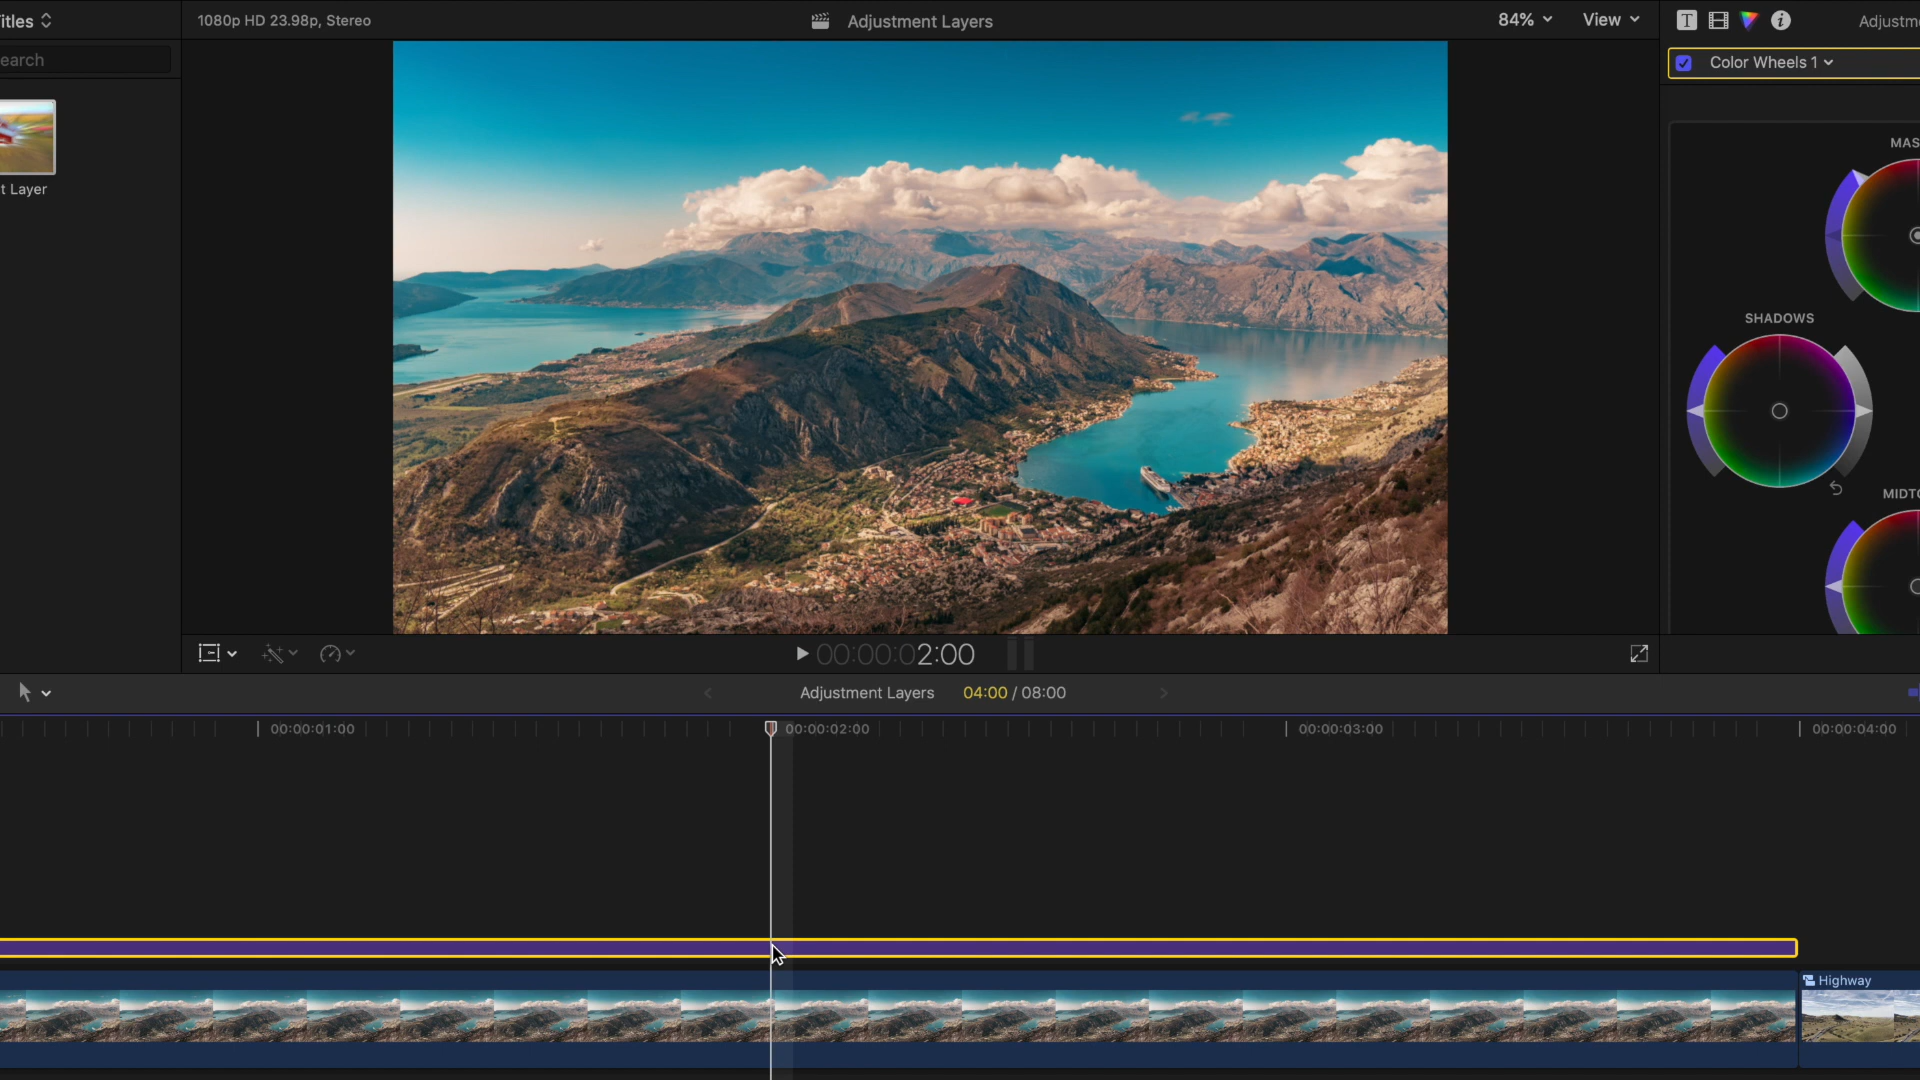 itles
1080p HD 23.98p, Stereo
Adjustment Layers
84%
View
T
i
Adjustm
earch
Color Wheels 1
t Layer
MAS
SHADOWS
MIDTO
00:00:02:00
Adjustment Layers
04:00 / 08:00
00:00:01:00
00:00:02:00
00:00:03:00
00:00:04:00
Highway